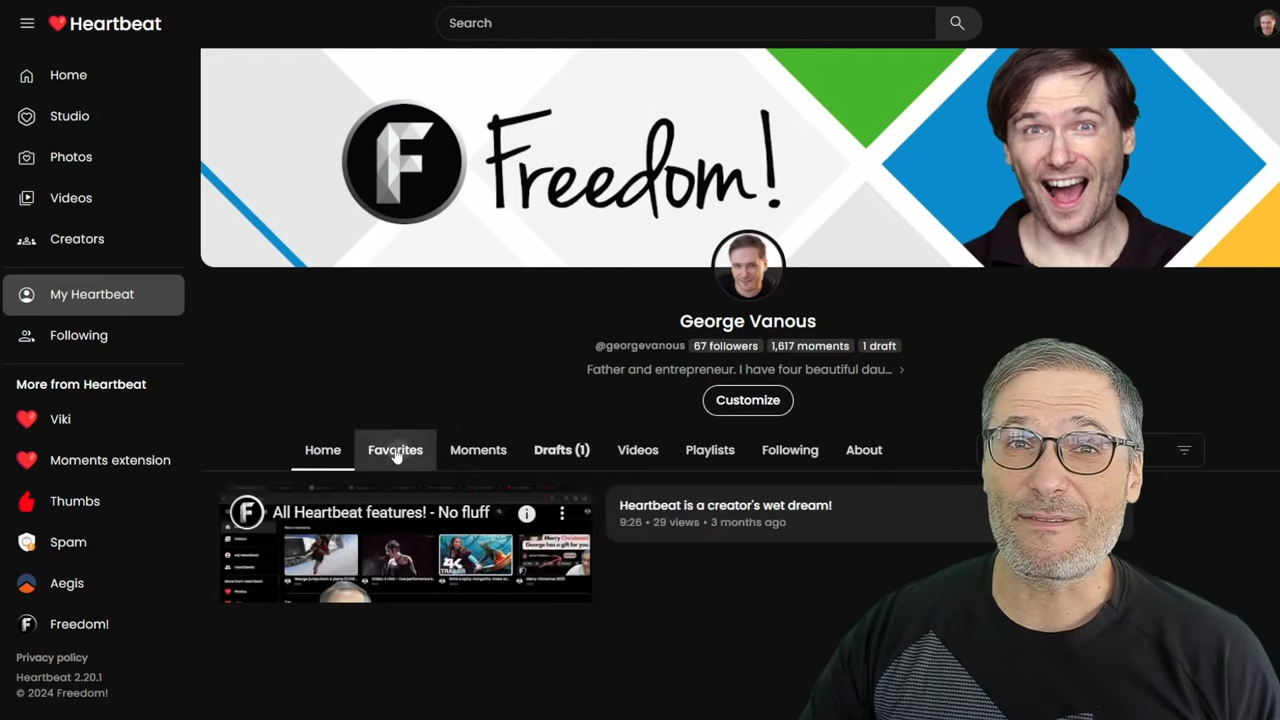 Heartbeat
Search
Home
Studio
Photos
Videos
Creators
My Heartbeat
Following
More from Heartbeat
Viki
Moments extension
Thumbs
Spam
Aegis
Freedom!
Privacy policy
Heartbeat 2.20.1
© 2024 Freedom!
F Freedom!
George Vanous
@georgevanous 67 followers 1,617 moments 1 draft
Father and entrepreneur. I have four beautiful dau... >
Customize
Home Favorites Moments Drafts (1) Videos Playlists Following About
F All Heartbeat features! - No fluff
Heartbeat is a creator's wet dream!
9:26 • 29 views • 3 months ago